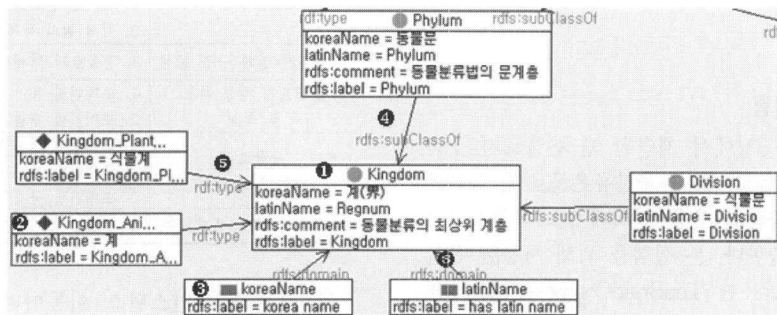 rdf:type
Phylum
rdfs:subClassOf
koreaName = 동물문
latinName = Phylum
rdfs:comment = 동물분류법의 문계층
rdfs:label = Phylum
❹
rdfs:subClassOf
Kingdom_Plant...
koreaName = 식물계
rdfs:label = Kingdom_Pl...
❺
rdf:type
❶ Kingdom
koreaName = 계(界)
latinName = Regnum
rdfs:comment = 동물분류의 최상위 계층
rdfs:label = Kingdom
Division
koreaName = 식물문
latinName = Divisio
rdfs:label = Division
rdfs:subClassOf
❷ Kingdom_Ani...
koreaName = 계
rdfs:label = Kingdom_A...
rdf:type
rdfs:domain
rdfs:domain
❸ koreaName
rdfs:label = korea name
latinName
rdfs:label = has latin name